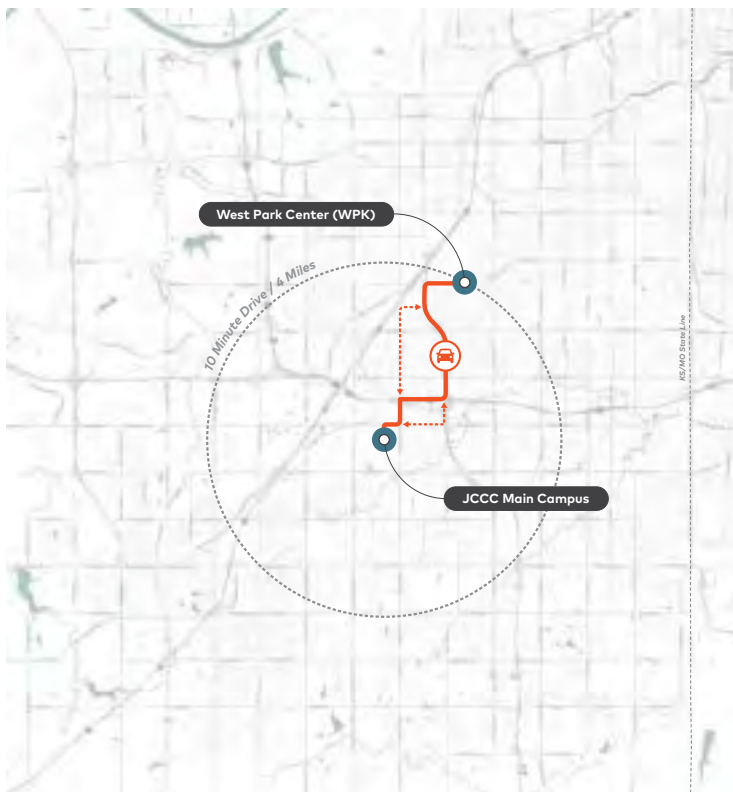 West Park Center (WPK)
10 Minute Drive / 4 Miles
KS/MO State Line
JCCC Main Campus